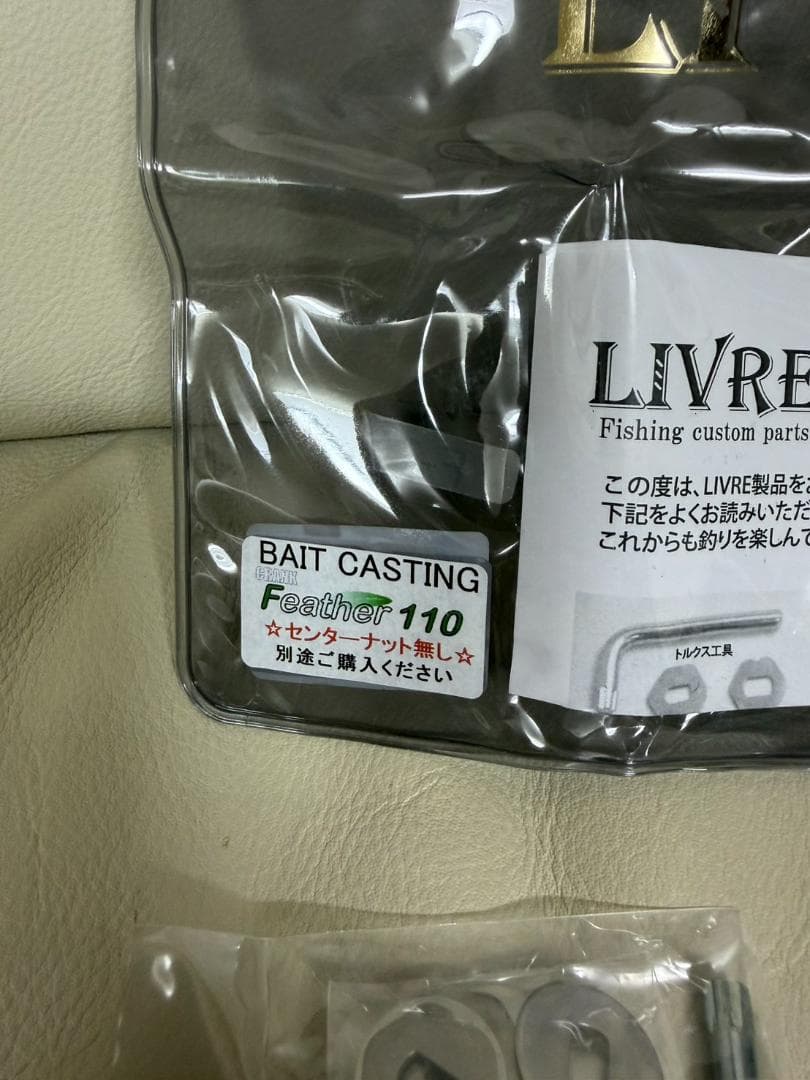 LI
LIVRE
Fishing custom parts
この度は、LIVRE製品を
下記をよくお読みいただ
これからも釣りを楽しんで
トルクス工具
BAIT CASTING
CRANK
Feather 110
☆センターナット無し☆
別途ご購入ください